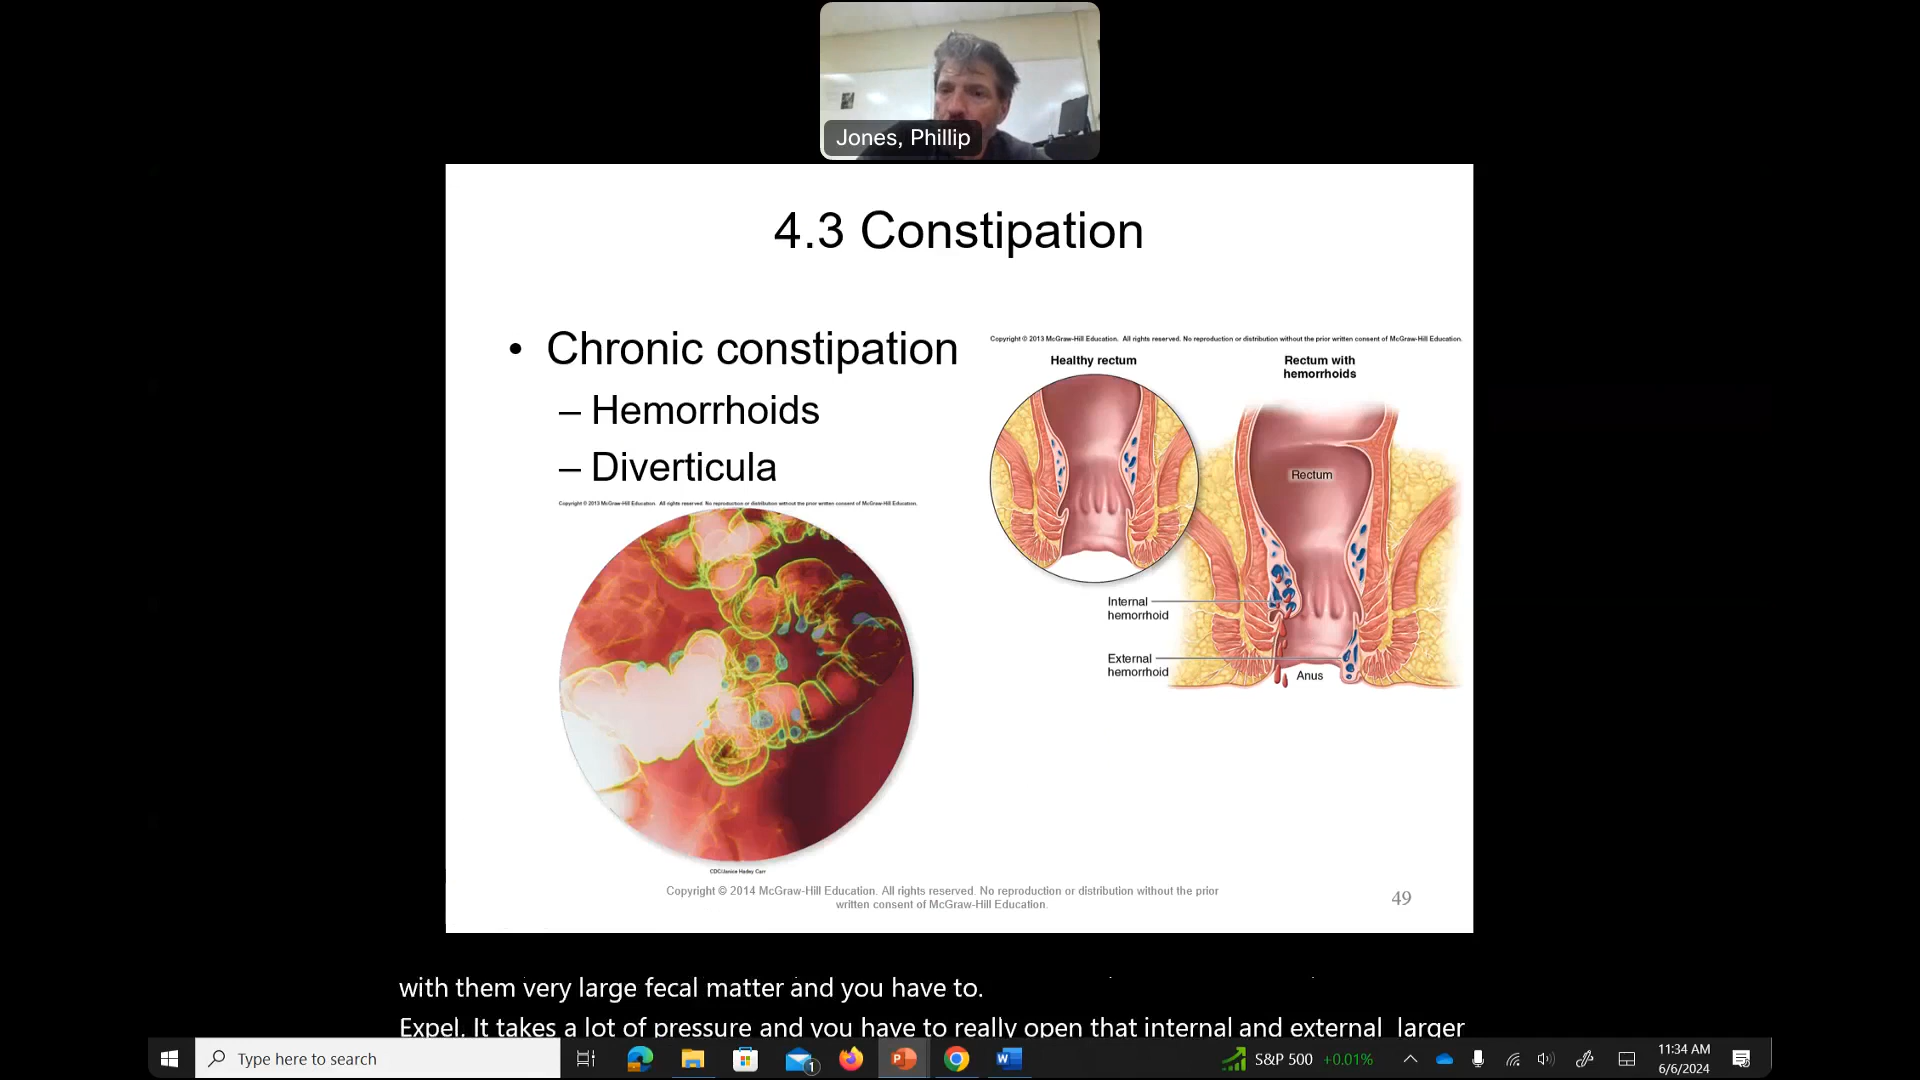 Jones, Phillip
4.3 Constipation
• Chronic constipation
– Hemorrhoids
– Diverticula
Copyright © 2013 McGraw-Hill Education. All rights reserved. No reproduction or distribution without the prior written consent of McGraw-Hill Education.
CDC/Janice Haney Carr
Copyright © 2013 McGraw-Hill Education. All rights reserved. No reproduction or distribution without the prior written consent of McGraw-Hill Education.
Healthy rectum
Rectum with
hemorrhoids
Rectum
Internal
hemorrhoid
External
hemorrhoid
Anus
Copyright © 2014 McGraw-Hill Education. All rights reserved. No reproduction or distribution without the prior
written consent of McGraw-Hill Education.
49
with them very large fecal matter and you have to.
Expel. It takes a lot of pressure and you have to really open that internal and external larger
Type here to search
1
S&P 500 +0.01%
11:34 AM
6/6/2024